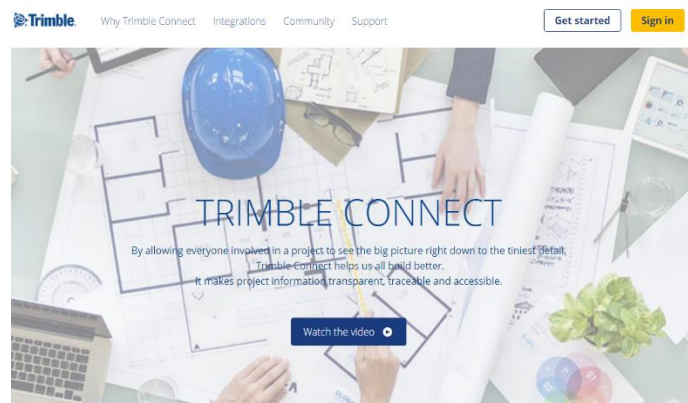 Trimble.
Why Trimble Connect Integrations Community Support
Get started Sign in
TRIMBLE CONNECT
By allowing everyone involved in a project to see the big picture right down to the tiniest detail,
Trimble Connect helps us all build better.
It makes project information transparent, traceable and accessible.
Watch the video